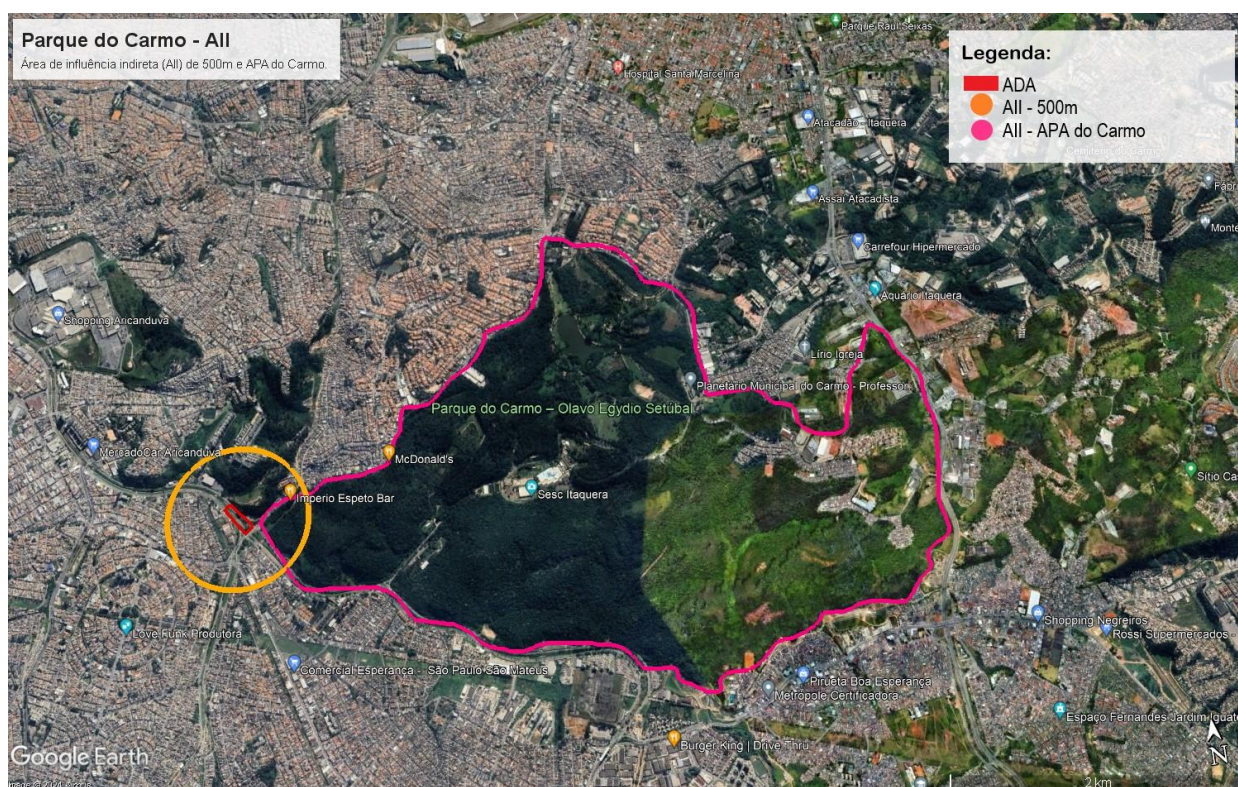 Parque do Carmo - AII
Área de influência indireta (AII) de 500m e APA do Carmo.
Legenda:
ADA
AII - 500m
AII - APA do Carmo
Parque Raul Seixas
Hospital Santa Marcelina
Atacadão - Itaquera
Assaí Atacadista
Carrefour Hipermercado
Monte
Aquário Itaquera
Shopping Aricanduva
Lírio Igreja
Planetário Municipal do Carmo - Professor
Parque do Carmo – Olavo Egydio Setúbal
MercadoCar Aricanduva
McDonald's
Império Espeto Bar
Sesc Itaquera
Sítio Ca
Shopping Negreiros
Rossi Supermercados -
Love Funk Produtora
Comercial Esperança - São Paulo São Mateus
Pirueta Boa Esperança
Metrópole Certificadora
Espaço Fernandes Jardim Iguat
Burger King | Drive Thru
Google Earth
N
2 km